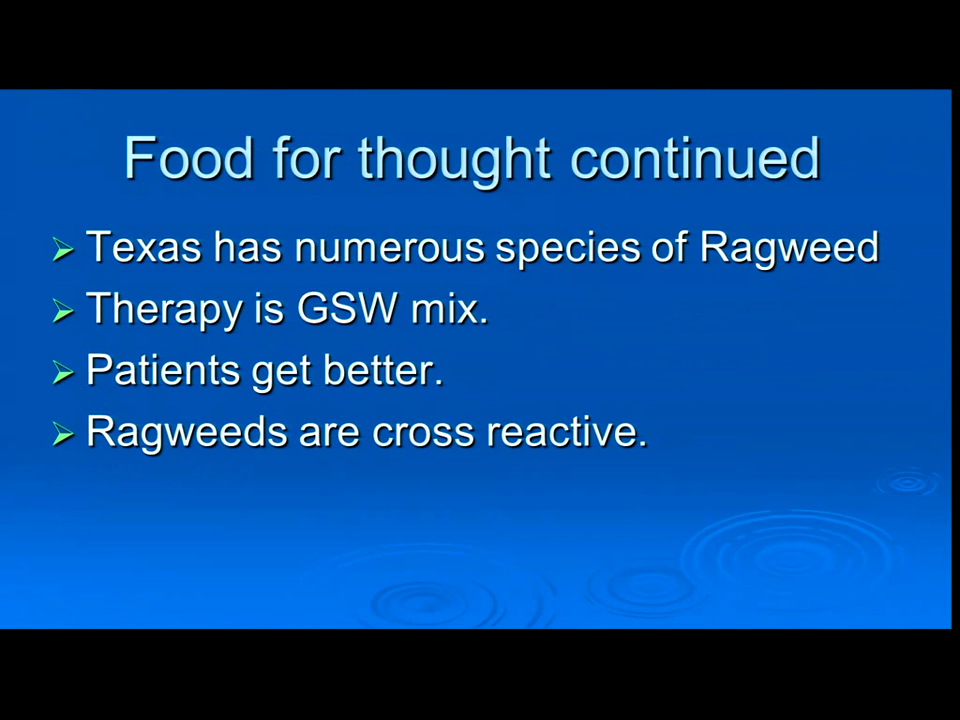 Food for thought continued
Texas has numerous species of Ragweed
Therapy is GSW mix.
Patients get better.
Ragweeds are cross reactive.